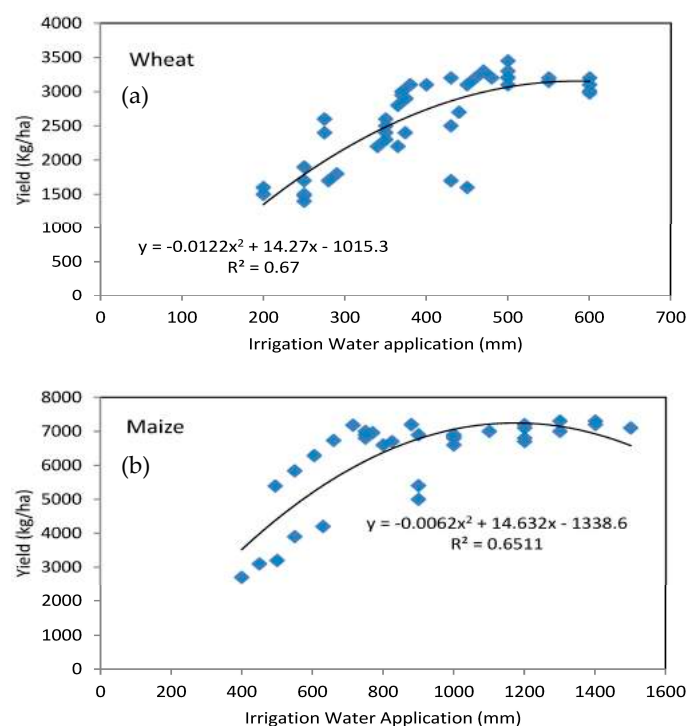 Wheat
(a)
Yield (Kg/ha)
4000
3500
3000
2500
2000
1500
1000
500
0
y = -0.0122x² + 14.27x - 1015.3
R² = 0.67
0 100 200 300 400 500 600 700
Irrigation Water application (mm)
Maize
(b)
Yield (kg/ha)
8000
7000
6000
5000
4000
3000
2000
1000
0
y = -0.0062x² + 14.632x - 1338.6
R² = 0.6511
0 200 400 600 800 1000 1200 1400 1600
Irrigation Water Application (mm)